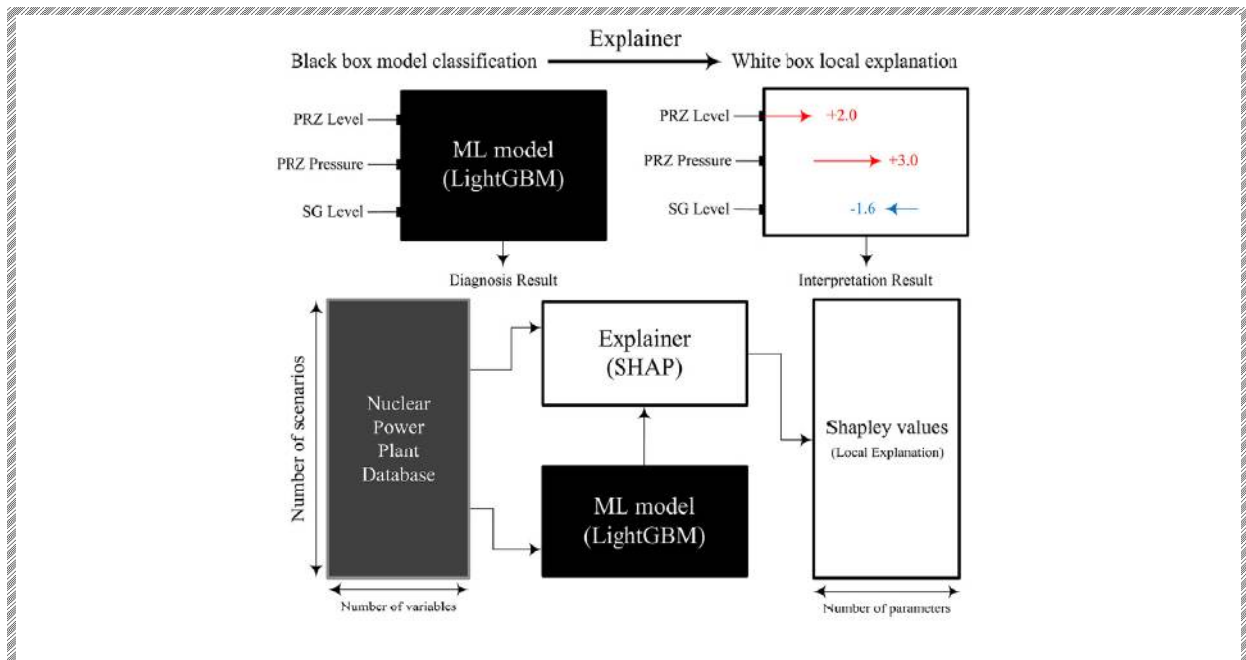 Explainer
Black box model classification
White box local explanation
PRZ Level
PRZ Pressure
SG Level
ML model
(LightGBM)
Diagnosis Result
PRZ Level
+2.0
PRZ Pressure
+3.0
SG Level
-1.6
Interpretation Result
Number of scenarios
Nuclear
Power
Plant
Database
Number of variables
Explainer
(SHAP)
ML model
(LightGBM)
Shapley values
(Local Explanation)
Number of parameters